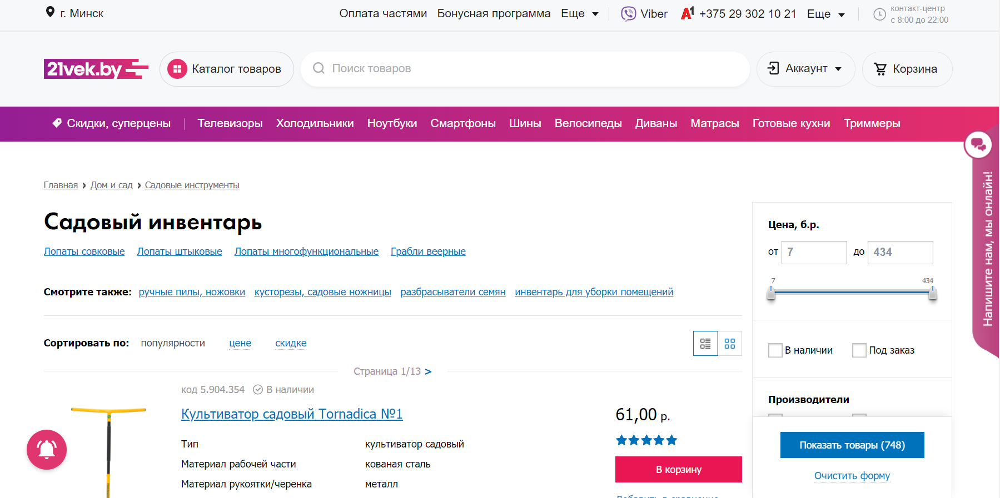 г. Минск
Оплата частями Бонусная программа Еще
Viber
A1 +375 29 302 10 21 Еще
контакт-центр
с 8:00 до 22:00
21vek.by
Каталог товаров
Поиск товаров
Аккаунт
Корзина
Скидки, суперцены | Телевизоры Холодильники Ноутбуки Смартфоны Шины Велосипеды Диваны Матрасы Готовые кухни Триммеры
Напишите нам, мы онлайн!
Главная › Дом и сад › Садовые инструменты
Садовый инвентарь
Лопаты совковые Лопаты штыковые Лопаты многофункциональные Грабли веерные
Смотрите также: ручные пилы, ножовки кусторезы, садовые ножницы разбрасыватели семян инвентарь для уборки помещений
Сортировать по: популярности цене скидке
Страница 1/13 >
код 5.904.354 В наличии
Культиватор садовый Tornadica №1
Тип культиватор садовый
Материал рабочей части кованая сталь
Материал рукоятки/черенка металл
61,00 р.
В корзину
Добавить в сравнение
Цена, б.р.
от 7 до 434
7 434
В наличии Под заказ
Производители
Показать товары (748)
Очистить форму